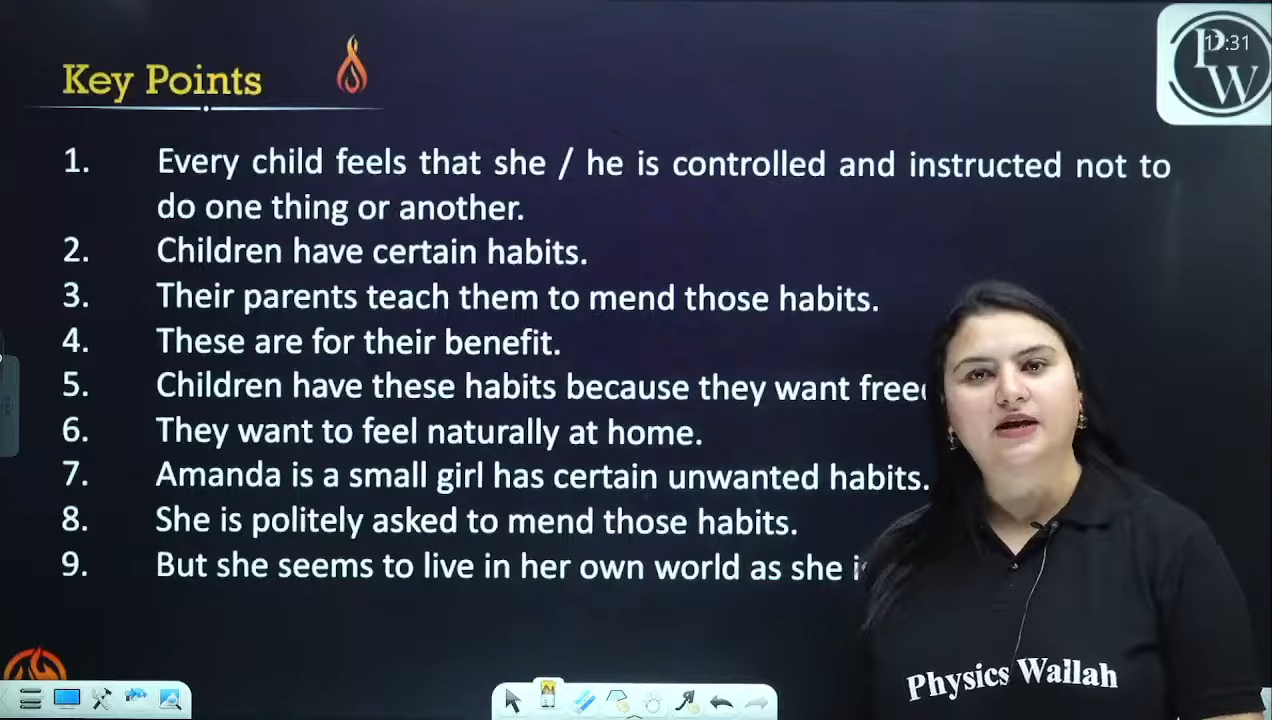 Key Points
17:31
PW
1. Every child feels that she / he is controlled and instructed not to
do one thing or another.
2. Children have certain habits.
3. Their parents teach them to mend those habits.
4. These are for their benefit.
5. Children have these habits because they want
6. They want to feel naturally at home.
7. Amanda is a small girl has certain unwanted habits.
8. She is politely asked to mend those habits.
9. But she seems to live in her own world as she
Physics Wallah